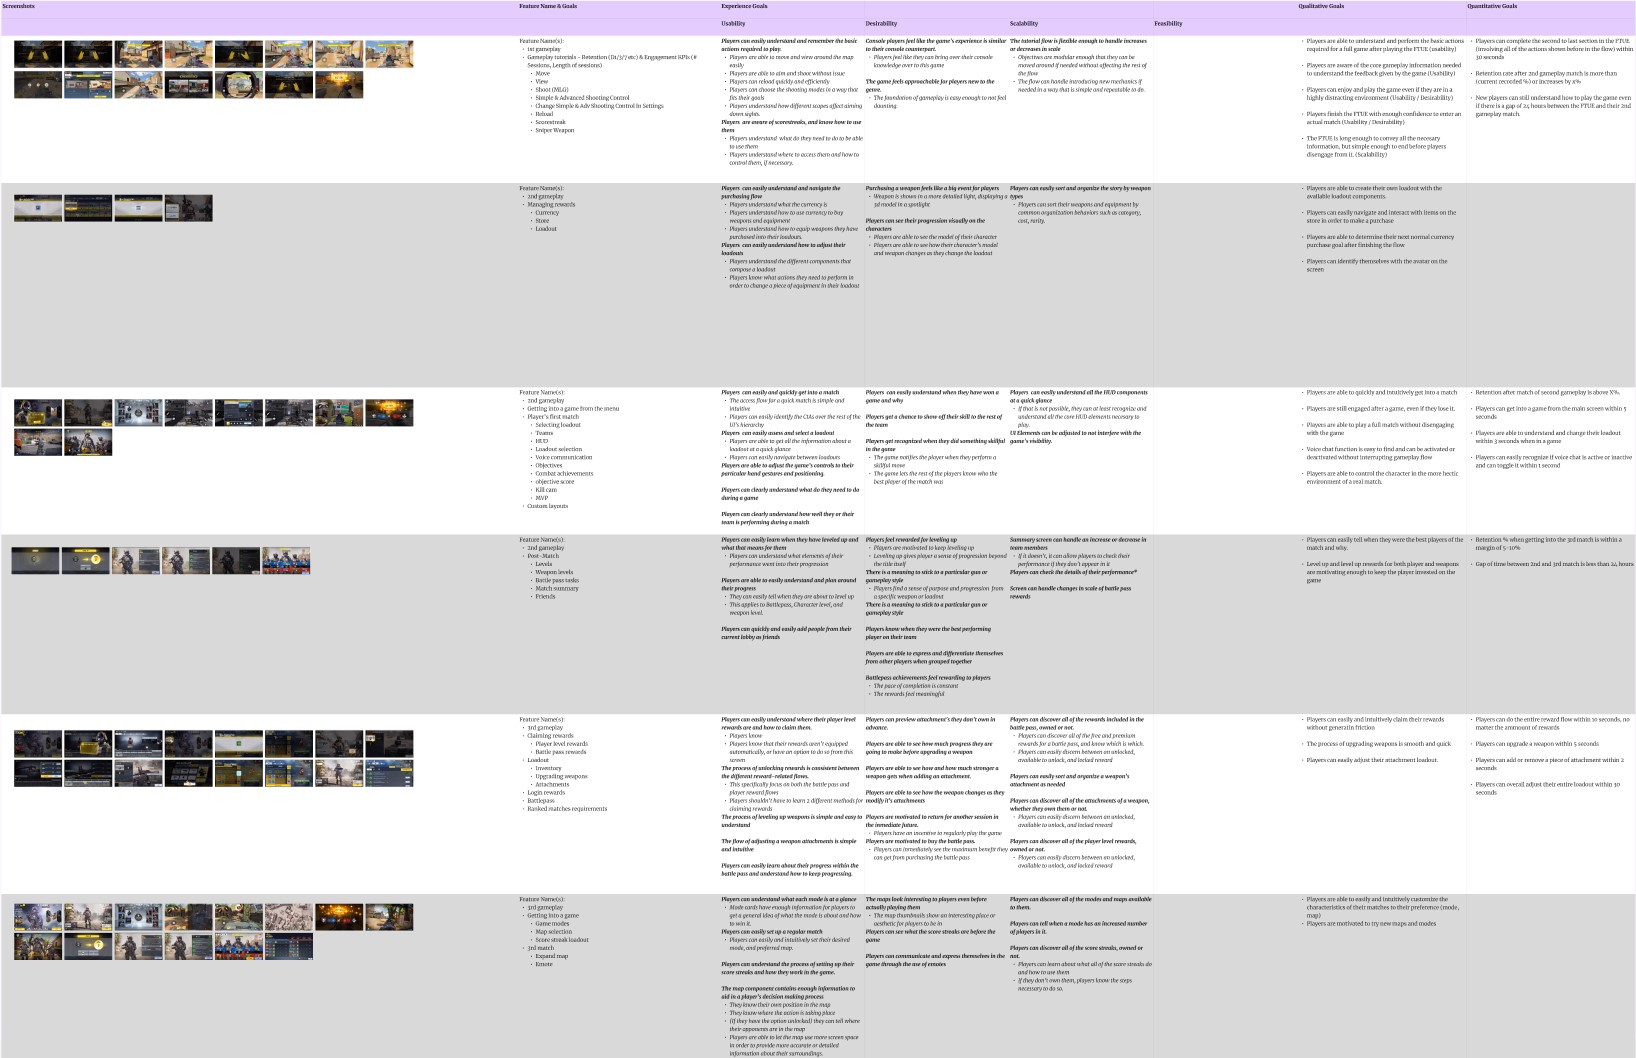 Screenshots
Feature Name & Goals
Experience Goals
Qualitative Goals
Quantitative Goals
Usability
Desirability
Scalability
Feasibility
Feature Name(s):
1st gameplay
Gameplay tutorials - Retention (D1/3/7 etc) & Engagement KPIs (#
Sessions, Length of sessions)
Move
View
Shoot (MLG)
Simple & Advanced Shooting Control
Change Simple & Adv Shooting Control in Settings
Reload
Scorestreak
Sniper Weapon
Players can easily understand and remember the basic
actions required to play.
Players are able to move and view around the map
easily
Players are able to aim and shoot without issue
Players can reload quickly and efficiently
Players can choose the shooting modes in a way that
fits their goals
Players understand how different scopes affect aiming
down sights.
Players are aware of scorestreaks, and know how to use
them
Players understand what do they need to do to be able
to use them
Players understand where to access them and how to
control them, if necessary.
Console players feel like the game's experience is similar
to their console counterpart.
Players feel like they can bring over their console
knowledge over to this game
The game feels approachable for players new to the
genre.
The foundation of gameplay is easy enough to not feel
daunting
The tutorial flow is flexible enough to handle increases
or decreases in scale
Objectives are modular enough that they can be
moved around if needed without affecting the rest of
the flow
The flow can handle introducing new mechanics if
needed in a way that is simple and repeatable to do.
Players are able to understand and perform the basic actions
required for a full game after playing the FTUE (usability)
Players are aware of the core gameplay information needed
to understand the feedback given by the game (Usability)
Players can enjoy and play the game even if they are in a
highly distracting environment (Usability / Desirability)
Players finish the FTUE with enough confidence to enter an
actual match (Usability / Desirability)
The FTUE is long enough to convey all the necesary
information, but simple enough to end before players
disengage from it. (Scalability)
Players can complete the second to last section in the FTUE
(involving all of the actions shown before in the flow) within
30 seconds
Retention rate after 2nd gameplay match is more than
(current recorded %) or increases by x%
New players can still understand how to play the game even
if there is a gap of 24 hours between the FTUE and their 2nd
gameplay match.
Feature Name(s):
2nd gameplay
Managing rewards
Currency
Store
Loadout
Players can easily understand and navigate the
purchasing flow
Players understand what the currency is
Players understand how to use currency to buy
weapons and equipment
Players understand how to equip weapons they have
purchased into their loadouts.
Players can easily understand how to adjust their
loadouts
Players understand the different components that
compose a loadout
Players know what actions they need to perform in
order to change a piece of equipment in their loadout
Purchasing a weapon feels like a big event for players
Weapon is shown in a more detailed light, displaying a
3d model in a spotlight
Players can see their progression visually on the
characters
Players are able to see the model of their character
Players are able to see how their character's model
and weapon changes as they change the loadout
Players can easily sort and organize the story by weapon
types
Players can sort their weapons and equipment by
common organization behaviors such as category,
cost, rarity.
Players are able to create their own loadout with the
available loadout components.
Players can easily navigate and interact with items on the
store in order to make a purchase
Players are able to determine their next normal currency
purchase goal after finishing the flow
Players can identify themselves with the avatar on the
screen
Feature Name(s):
2nd gameplay
Getting into a game from the menu
Player's first match
Selecting loadout
Teams
HUD
Loadout selection
Voice communication
Objectives
Combat achievements
objective score
Kill cam
MVP
Custom layouts
Players can easily and quickly get into a match
The access flow for a quick match is simple and
intuitive
Players can easily identify the CTAs over the rest of the
UI's hierarchy
Players can easily assess and select a loadout
Players are able to get all the information about a
loadout at a quick glance
Players can easily navigate between loadouts
Players are able to adjust the game's controls to their
particular hand gestures and positioning.
Players can clearly understand what do they need to do
during a game
Players can clearly understand how well they or their
team is performing during a match
Players can easily understand when they have won a
game and why
Players get a chance to show off their skill to the rest of
the team
Players get recognized when they did something skillful
in the game
The game notifies the player when they perform a
skillful move
The game lets the rest of the players know who the
best player of the match was
Players can easily understand all the HUD components
at a quick glance
If that is not possible, they can at least recognize and
understand all the core HUD elements necesary to
play.
UI Elements can be adjusted to not interfere with the
game's visibility.
Players are able to quickly and intuitively get into a match
Players are still engaged after a game, even if they lose it.
Players are able to play a full match without disengaging
with the game
Voice chat function is easy to find and can be activated or
deactivated without interrupting gameplay flow
Players are able to control the character in the more hectic
environment of a real match.
Retention after match of second gameplay is above X%.
Players can get into a game from the main screen within 5
seconds
Players are able to understand and change their loadout
within 3 seconds when in a game
Players can easily recognize if voice chat is active or inactive
and can toggle it within 1 second
Feature Name(s):
2nd gameplay
Post-Match
Levels
Weapon levels
Battle pass tasks
Match summary
Friends
Players can easily learn when they have leveled up and
what that means for them
Players can understand what elements of their
performance went into their progression
Players are able to easily understand and plan around
their progress
They can easily tell when they are about to level up
This applies to Battlepass, Character level, and
weapon level.
Players can quickly and easily add people from their
current lobby as friends
Players feel rewarded for leveling up
Players are motivated to keep leveling up
Leveling up gives player a sense of progression beyond
the title itself
There is a meaning to stick to a particular gun or
gameplay style
Players find a sense of purpose and progression from
a specific weapon or loadout
There is a meaning to stick to a particular gun or
gameplay style
Players know when they were the best performing
player on their team
Players are able to express and differentiate themselves
from other players when grouped together
Battlepass achievements feel rewarding to players
The pace of completion is constant
The rewards feel meaningful
Summary screen can handle an increase or decrease in
team members
If it doesn't, it can allow players to check their
performance if they don't appear in it
Players can check the details of their performance*
Screen can handle changes in scale of battle pass
rewards
Players can easily tell when they were the best players of the
match and why.
Level up and level up rewards for both player and weapons
are motivating enough to keep the player invested on the
game
Retention % when getting into the 3rd match is within a
margin of 5-10%
Gap of time between 2nd and 3rd match is less than 24 hours
Feature Name(s):
3rd gameplay
Claiming rewards
Player level rewards
Battle pass rewards
Loadout
Inventory
Upgrading weapons
Attachments
Login rewards
Battlepass
Ranked matches requirements
Players can easily understand where their player level
rewards are and how to claim them.
Players know
Players know that their rewards aren't equipped
automatically, or have an option to do so from this
screen
The process of unlocking rewards is consistent between
the different reward-related flows.
This specifically focus on both the battle pass and
player reward flows
Players shouldn't have to learn 2 different methods for
claiming rewards
The process of leveling up weapons is simple and easy to
understand
The flow of adjusting a weapon attachments is simple
and intuitive
Players can easily learn about their progress within the
battle pass and understand how to keep progressing.
Players can preview attachment's they don't own in
advance.
Players are able to see how much progress they are
going to make before upgrading a weapon
Players are able to see how and how much stronger a
weapon gets when adding an attachment.
Players are able to see how the weapon changes as they
modify it's attachments
Players are motivated to return for another session in
the immediate future.
Players have an incentive to regularly play the game
Players are motivated to buy the battle pass.
Players can immediately see the maximum benefit they
can get from purchasing the battle pass
Players can discover all of the rewards included in the
battle pass, owned or not.
Players can discover all of the free and premium
rewards for a battle pass, and know which is which.
Players can easily discern between an unlocked,
available to unlock, and locked reward
Players can easily sort and organize a weapon's
attachment as needed
Players can discover all of the attachments of a weapon,
whether they own them or not.
Players can easily discern between an unlocked,
available to unlock, and locked reward
Players can discover all of the player level rewards,
owned or not.
Players can easily discern between an unlocked,
available to unlock, and locked reward
Players can easily and intuitively claim their rewards
without generatin friction
The process of upgrading weapons is smooth and quick
Players can easily adjust their attachment loadout.
Players can do the entire reward flow within 10 seconds, no
matter the ammount of rewards
Players can upgrade a weapon within 5 seconds
Players can add or remove a piece of attachment within 2
seconds
Players can overall adjust their entire loadout within 30
seconds
Feature Name(s):
3rd gameplay
Getting into a game
Game modes
Map selection
Score streak loadout
3rd match
Expand map
Emote
Players can understand what each mode is at a glance
Mode cards have enough information for players to
get a general idea of what the mode is about and how
to win it.
Players can easily set up a regular match
Players can easily and intuitively set their desired
mode, and preferred map.
Players can understand the process of setting up their
score streaks and how they work in the game.
The map component contains enough information to
aid in a player's decision making process
They know their own position in the map
They know where the action is taking place
(If they have the option unlocked) they can tell where
their opponents are in the map
Players are able to let the map use more screen space
in order to provide more accurate or detailed
information about their surroundings.
The maps look interesting to players even before
actually playing them
The map thumbnails show an interesting place or
aesthetic for players to be in
Players can see what the score streaks are before the
game
Players can communicate and express themselves in the
game through the use of emotes
Players can discover all of the modes and maps available
to them.
Players can tell when a mode has an increased number
of players in it.
Players can discover all of the score streaks, owned or
not.
Players can learn about what all of the score streaks do
and how to use them
If they don't own them, players know the steps
necessary to do so.
Players are able to easily and intuitively customize the
characteristics of their matches to their preference (mode,
map)
Players are motivated to try new maps and modes